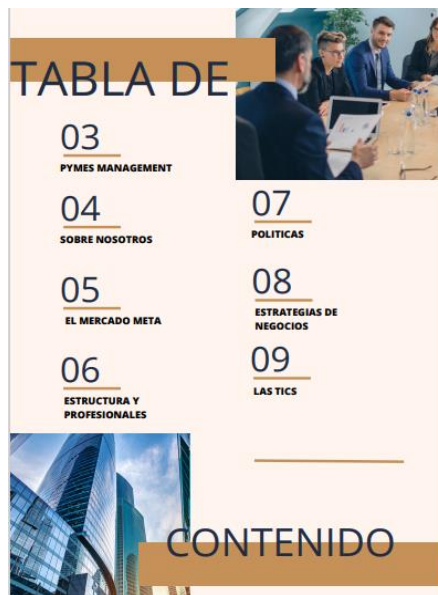 TABLA DE
03
PYMES MANAGEMENT
04
SOBRE NOSOTROS
05
EL MERCADO META
06
ESTRUCTURA Y
PROFESIONALES
07
POLITICAS
08
ESTRATEGIAS DE
NEGOCIOS
09
LAS TICS
CONTENIDO